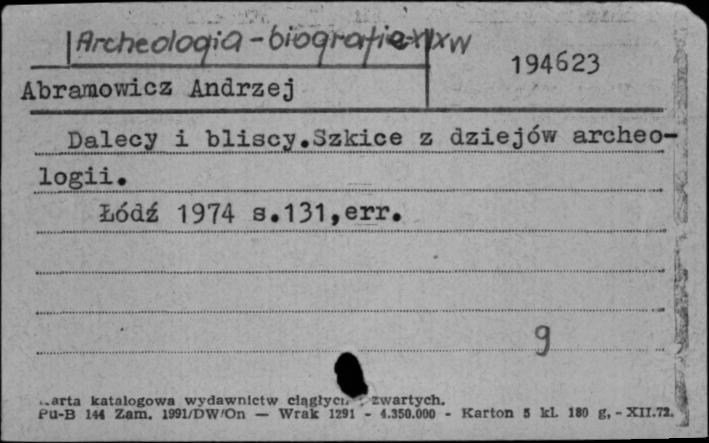 Archeologia - biografie - XIXw
194623
Abramowicz Andrzej
Dalecy i bliscy.Szkice z dziejów archeo-
logii.
Łódź 1974 s.131,err.
9
arta katalogowa wydawnictw ciągłych zwartych.
Pu-B 144 Zam. 1991/DW/On — Wrak 1291 - 4.350.000 - Karton 5 kl. 180 g, - XII.72.